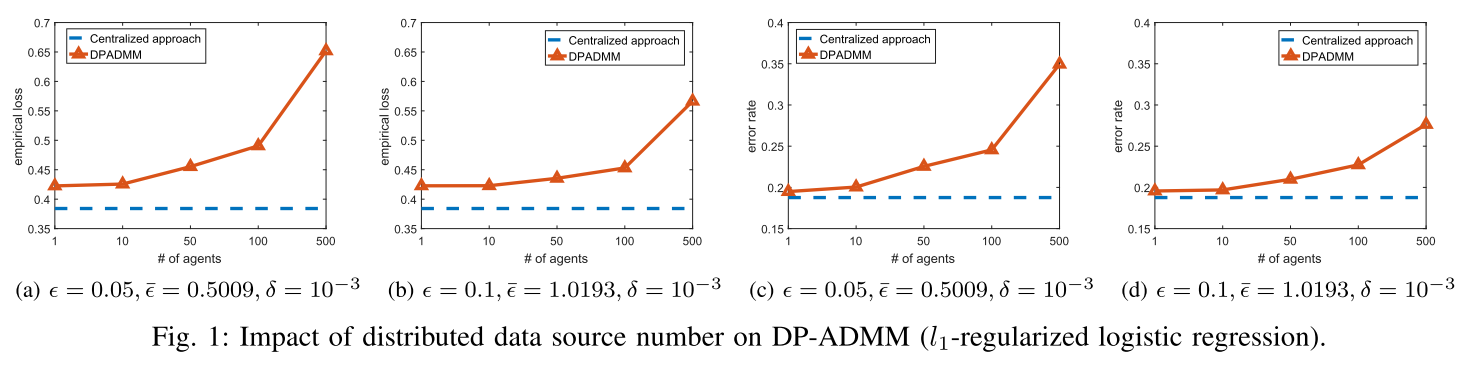 0.7
0.65
0.6
0.55
0.5
0.45
0.4
0.35
empirical loss
Centralized approach
DPADMM
1 10 50 100 500
# of agents
(a) ϵ = 0.05, ϵ̄ = 0.5009, δ = 10⁻³
0.7
0.65
0.6
0.55
0.5
0.45
0.4
0.35
empirical loss
Centralized approach
DPADMM
1 10 50 100 500
# of agents
(b) ϵ = 0.1, ϵ̄ = 1.0193, δ = 10⁻³
0.4
0.35
0.3
0.25
0.2
0.15
error rate
Centralized approach
DPADMM
1 10 50 100 500
# of agents
(c) ϵ = 0.05, ϵ̄ = 0.5009, δ = 10⁻³
0.4
0.35
0.3
0.25
0.2
0.15
error rate
Centralized approach
DPADMM
1 10 50 100 500
# of agents
(d) ϵ = 0.1, ϵ̄ = 1.0193, δ = 10⁻³
Fig. 1: Impact of distributed data source number on DP-ADMM (l₁-regularized logistic regression).